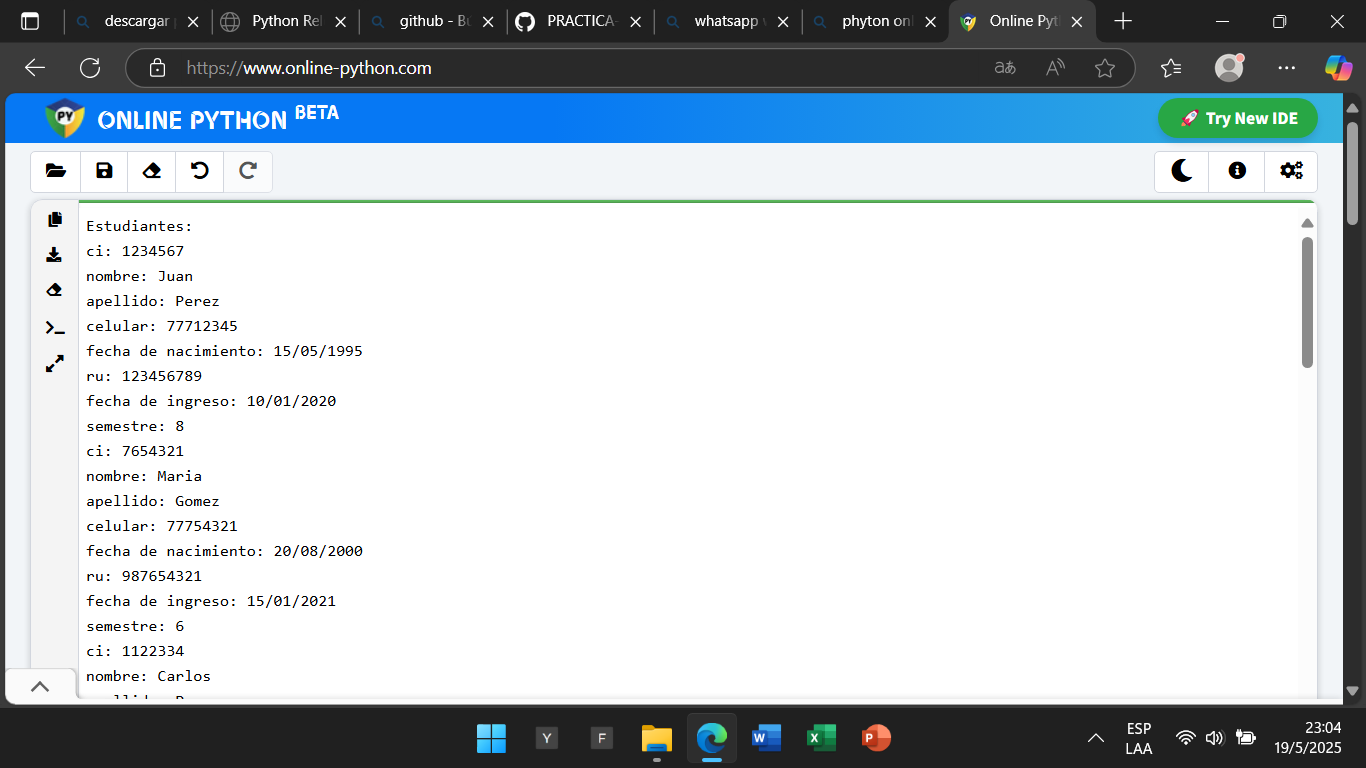 descargar
Python Rel
github - Bú
PRACTICA-
whatsapp
phyton onl
Online Pyt
https://www.online-python.com
PY ONLINE PYTHON BETA
Try New IDE
Estudiantes:
ci: 1234567
nombre: Juan
apellido: Perez
celular: 77712345
fecha de nacimiento: 15/05/1995
ru: 123456789
fecha de ingreso: 10/01/2020
semestre: 8
ci: 7654321
nombre: Maria
apellido: Gomez
celular: 77754321
fecha de nacimiento: 20/08/2000
ru: 987654321
fecha de ingreso: 15/01/2021
semestre: 6
ci: 1122334
nombre: Carlos
Y
F
W
X
P
ESP
LAA
23:04
19/5/2025